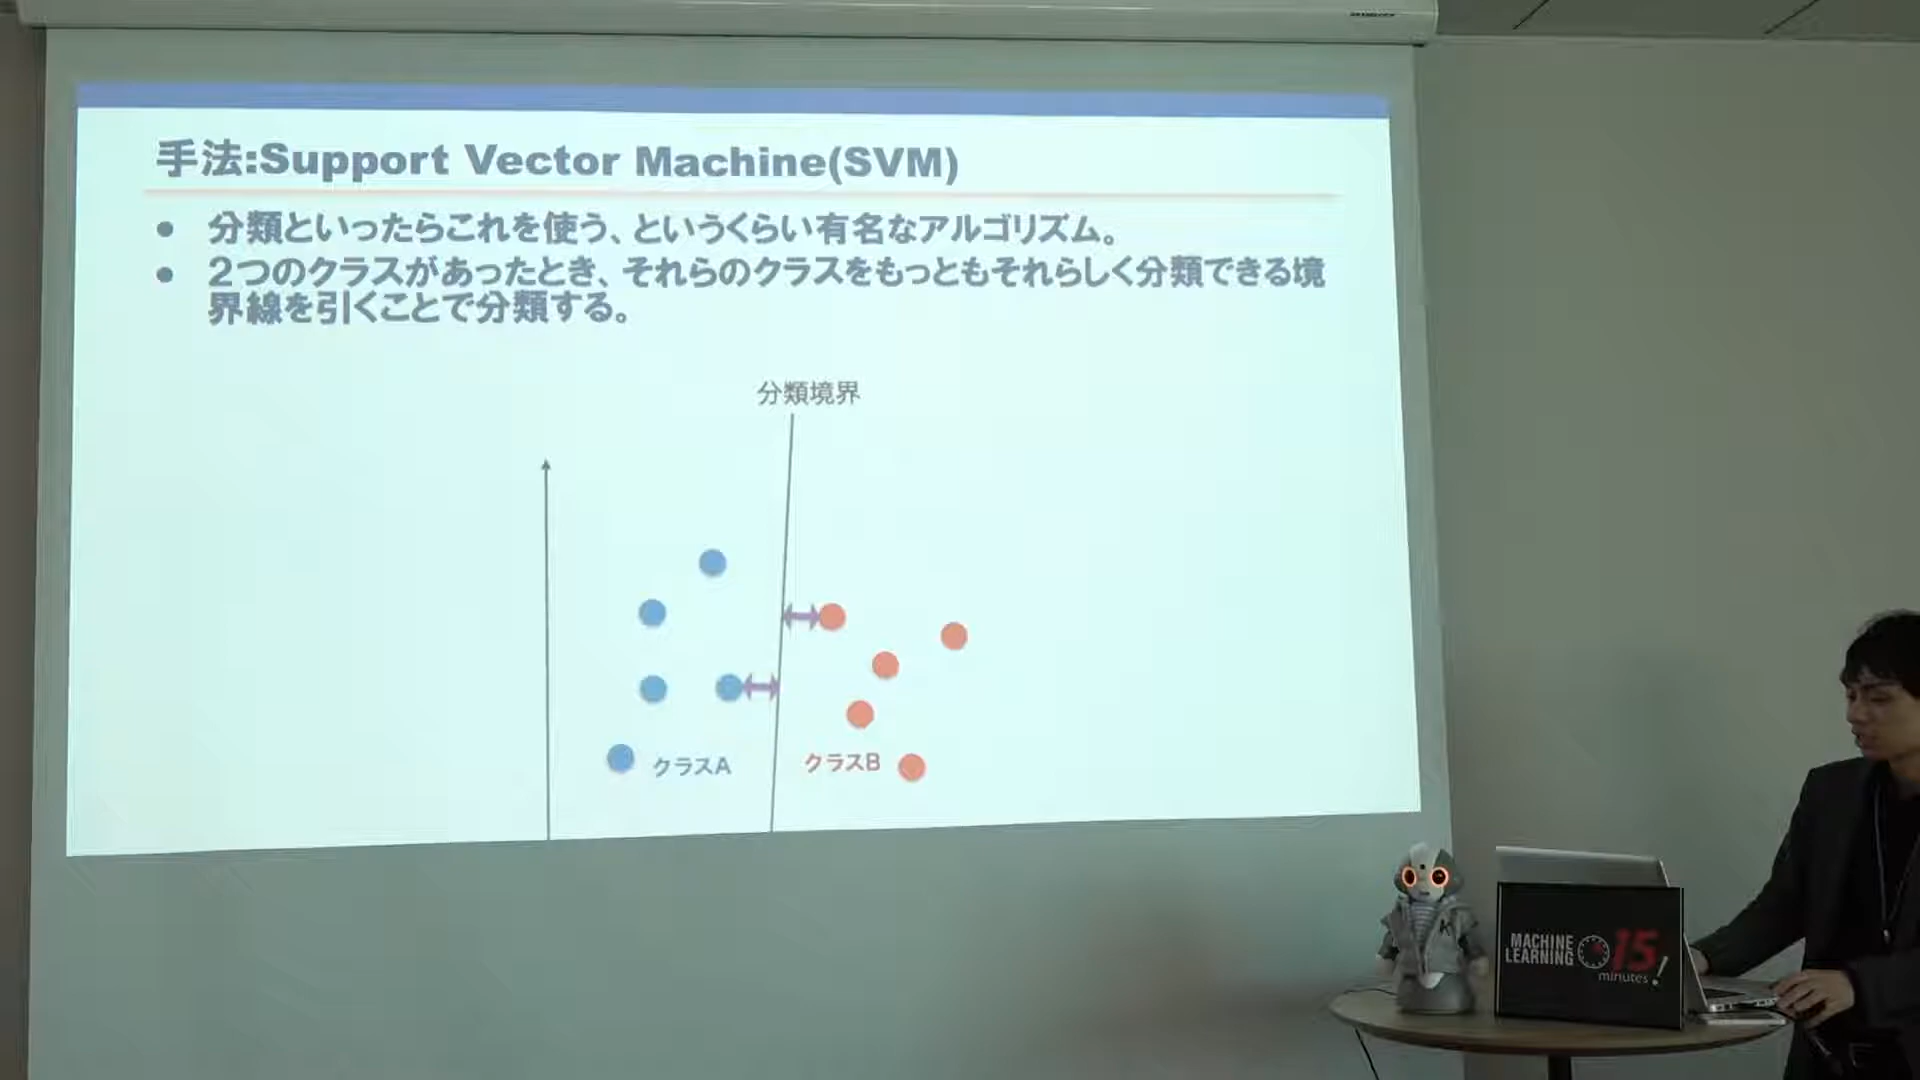 手法:Support Vector Machine(SVM)
● 分類といったらこれを使う、というくらい有名なアルゴリズム。
● ２つのクラスがあったとき、それらのクラスをもっともそれらしく分類できる境
界線を引くことで分類する。
分類境界
クラスA
クラスB
K
MACHINE
LEARNING
15
minutes!